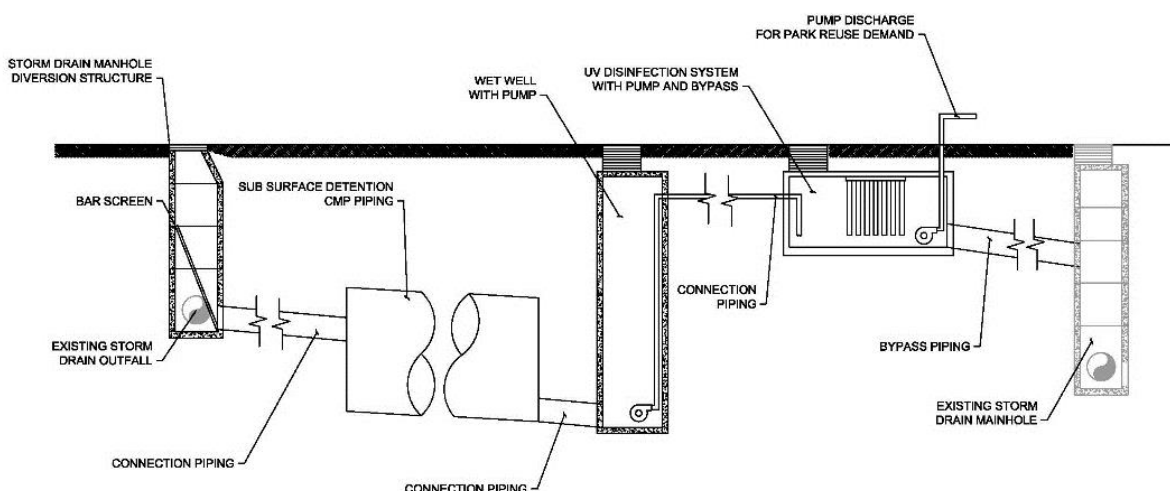 PUMP DISCHARGE
FOR PARK REUSE DEMAND
STORM DRAIN MANHOLE
DIVERSION STRUCTURE
WET WELL
WITH PUMP
UV DISINFECTION SYSTEM
WITH PUMP AND BYPASS
SUB SURFACE DETENTION
CMP PIPING
BAR SCREEN
CONNECTION
PIPING
EXISTING STORM
DRAIN OUTFALL
BYPASS PIPING
EXISTING STORM
DRAIN MAINHOLE
CONNECTION PIPING
CONNECTION PIPING